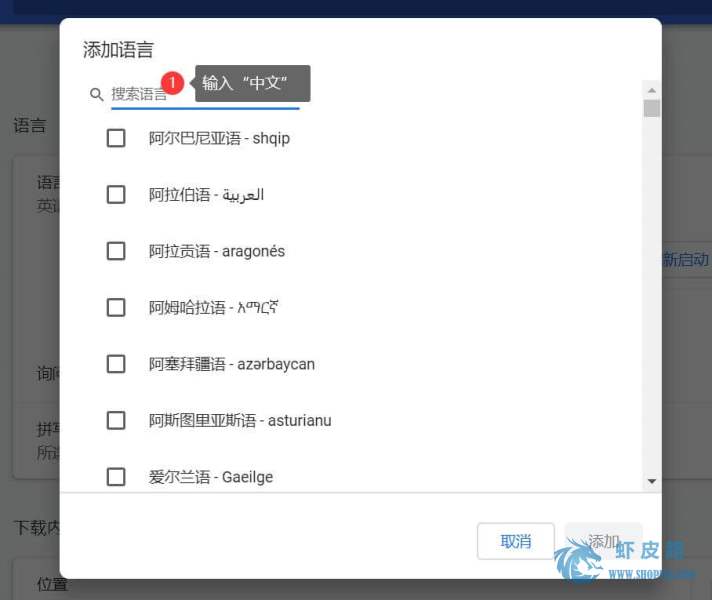 添加语言
搜索语言
1
输入“中文”
语言
阿尔巴尼亚语 - shqip
语言
英语
阿拉伯语 - العربية
阿拉贡语 - aragonés
新启动
阿姆哈拉语 - አማርኛ
阿塞拜疆语 - azərbaycan
询问
阿斯图里亚斯语 - asturianu
拼写
爱尔兰语 - Gaeilge
下载内
取消
添加
虾皮路
位置